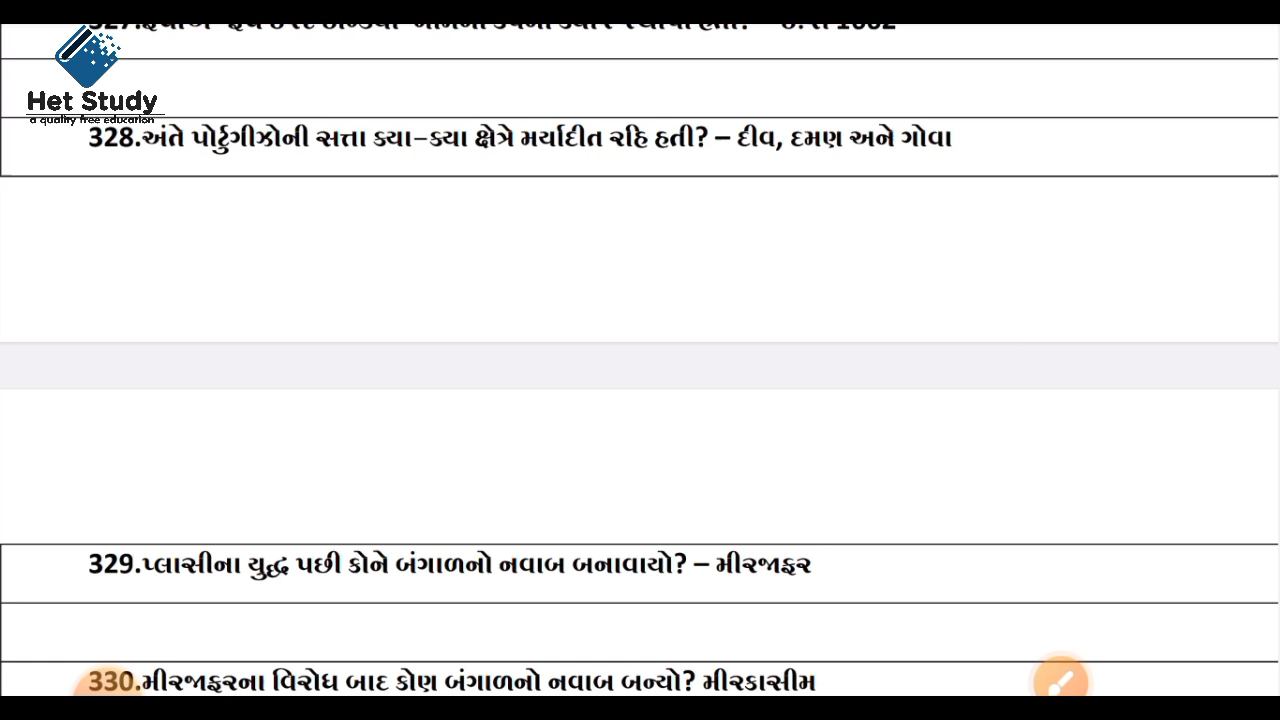 Het Study
a quality free education
328.અંતે પોર્ટુગીઝોની સત્તા ક્યા–ક્યા ક્ષેત્રે મર્યાદીત રહિ હતી? – દીવ, દમણ અને ગોવા
329.પ્લાસીના યુદ્ધ પછી કોને બંગાળનો નવાબ બનાવાયો? – મીરજાફર
330.મીરજાફરના વિરોધ બાદ કોણ બંગાળનો નવાબ બન્યો? મીરકાસીમ